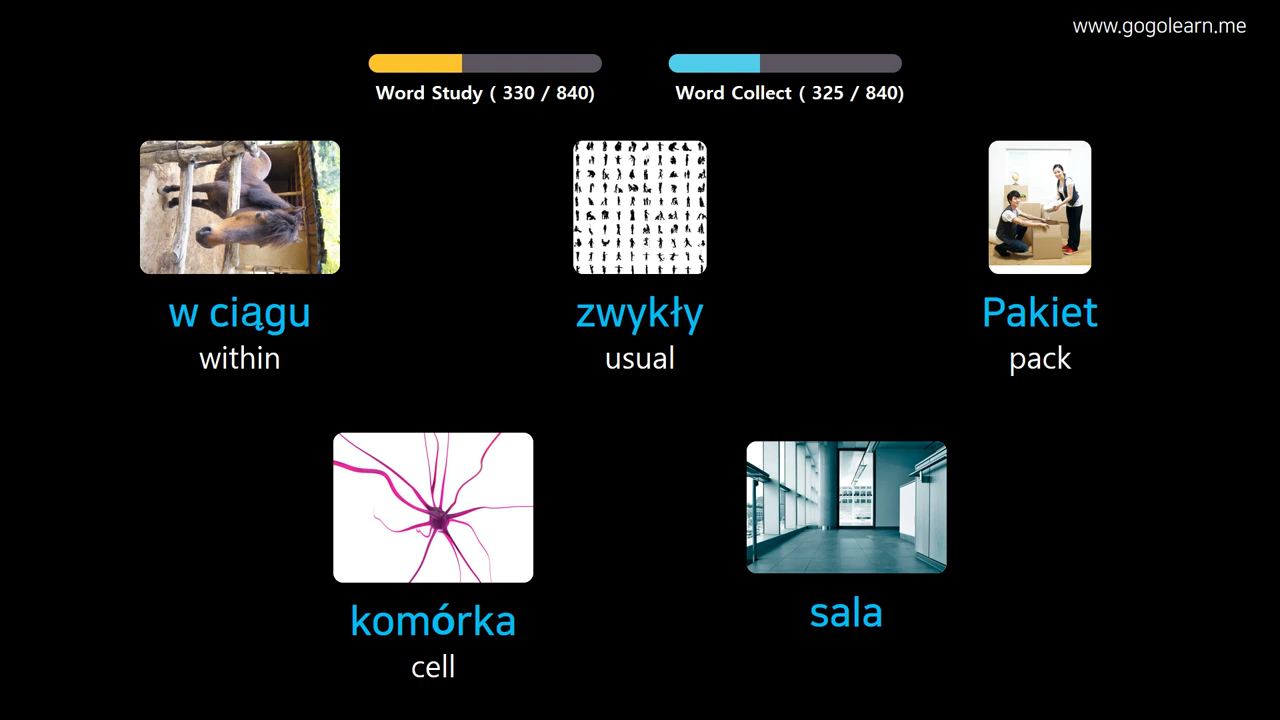 www.gogolearn.me
Word Study ( 330 / 840)
Word Collect ( 325 / 840)
w ciągu
within
zwykły
usual
Pakiet
pack
komórka
cell
sala